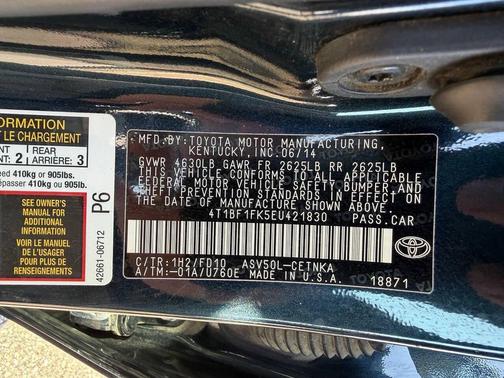 FORMATION
LE CHARGEMENT
2
REAR
ARRIÈRE: 3
ed 410kg or 905lbs.
épasser 410kg
ou 905lbs.
SEE OWNER'S
MANUAL FOR
ADDITIONAL
INFORMATION
VOIR LE MANUEL
DE L'USAGER
POUR PLUS DE
RENSEIGNEMENTS
P6
42661-06712
MFD.BY: TOYOTA MOTOR MANUFACTURING,
KENTUCKY, INC. 06/14
GVWR 4630LB GAWR FR 2625LB RR 2625LB
THIS VEHICLE CONFORMS TO ALL APPLICABLE
FEDERAL MOTOR VEHICLE SAFETY, BUMPER, AND
THEFT PREVENTION STANDARDS IN EFFECT ON THE
DATE OF MANUFACTURE SHOWN ABOVE.
4T1BF1FK5EU421830 PASS.CAR
C/TR: 1H2/FD10 ASV50L-CETNKA
A/TM:-01A/U760E MADE IN U.S.A.
18871
TOYOTA